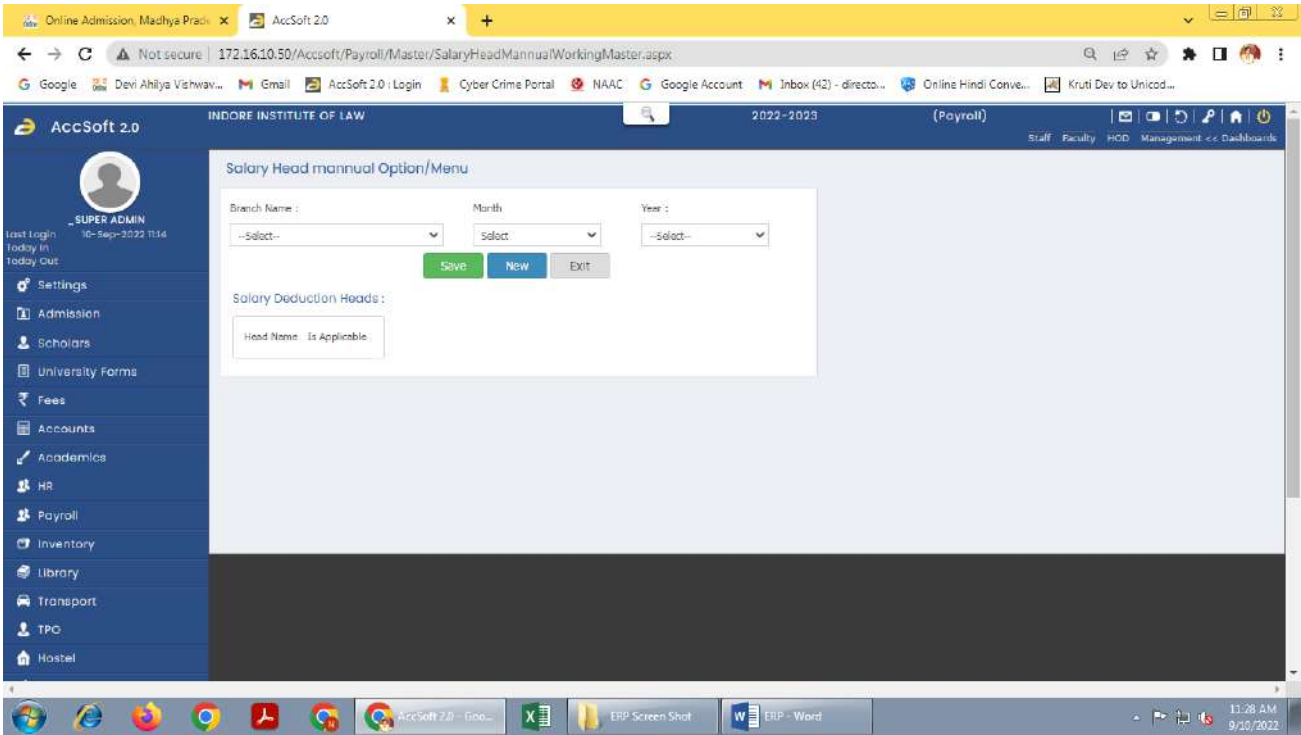 Online Admission, Madhya Prade
AccSoft 2.0
Not secure 172.16.10.50/Accsoft/Payroll/Master/SalaryHeadMannualWorkingMaster.aspx
Google Devi Ahilya Vishwav... Gmail AccSoft 2.0 : Login Cyber Crime Portal NAAC Google Account Inbox (42) - directo... Online Hindi Conve... Kruti Dev to Unicod...
AccSoft 2.0
INDORE INSTITUTE OF LAW 2022-2023 (Payroll)
Staff Faculty HOD Management << Dashboards
_SUPER ADMIN
Last Login 10-Sep-2022 11:14
Today In
Today Out
Settings
Admission
Scholars
University Forms
Fees
Accounts
Academics
HR
Payroll
Inventory
Library
Transport
TPO
Hostel
Salary Head mannual Option/Menu
Branch Name : Month Year :
--Select-- Select --Select--
Save New Exit
Salary Deduction Heads :
Head Name Is Applicable
AccSoft 2.0 - Goo... ERP Screen Shot ERP - Word
11:28 AM
9/10/2022